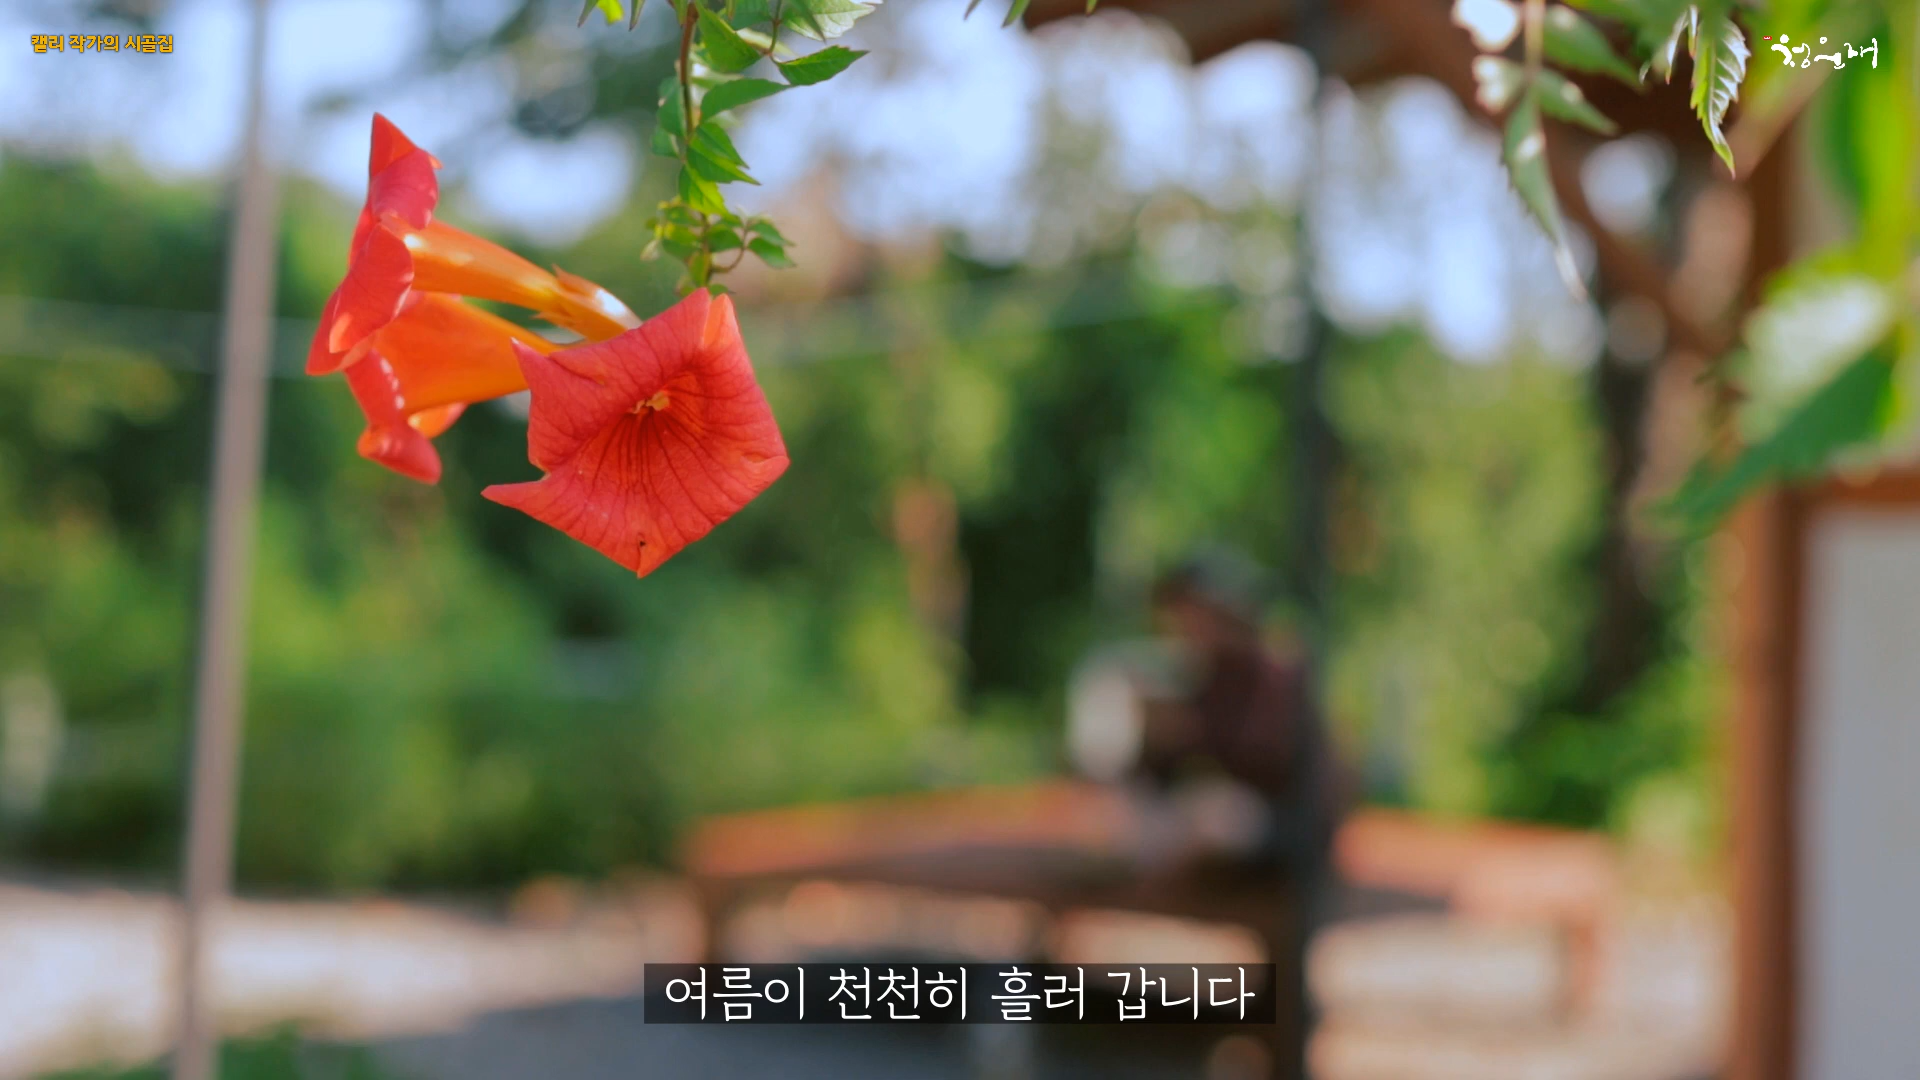 캘리 작가의 시골집
청원재
여름이 천천히 흘러 갑니다